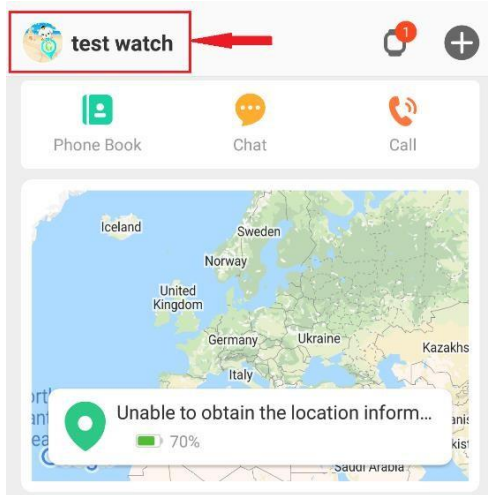 test watch
1
Phone Book
Chat
Call
Iceland
Sweden
Norway
United
Kingdom
Germany
Ukraine
Kazakhs
Italy
Unable to obtain the location inform...
70%
Saudi Arabia